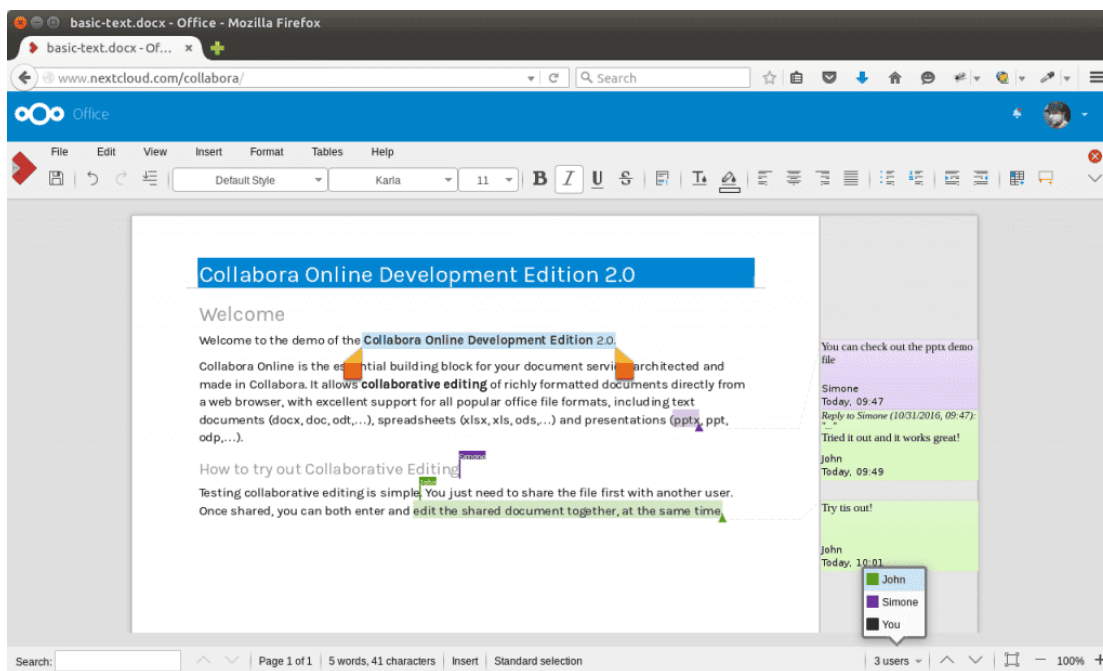 basic-text.docx - Office - Mozilla Firefox
basic-text.docx - Of...
www.nextcloud.com/collabora/
Search
Office
File Edit View Insert Format Tables Help
Default Style Karla 11 B I U S
Collabora Online Development Edition 2.0
Welcome
Welcome to the demo of the Collabora Online Development Edition 2.0.
Collabora Online is the essential building block for your document service architected and
made in Collabora. It allows collaborative editing of richly formatted documents directly from
a web browser, with excellent support for all popular office file formats, including text
documents (docx, doc, odt,...), spreadsheets (xlsx, xls, ods,...) and presentations (pptx, ppt,
odp,...).
Simone
How to try out Collaborative Editing
John
Testing collaborative editing is simple. You just need to share the file first with another user.
Once shared, you can both enter and edit the shared document together, at the same time.
You can check out the pptx demo
file
Simone
Today, 09:47
Reply to Simone (10/31/2016, 09:47):
"..."
Tried it out and it works great!
John
Today, 09:49
Try tis out!
John
Today, 10:01
John
Simone
You
Search: Page 1 of 1 5 words, 41 characters Insert Standard selection 3 users 100%